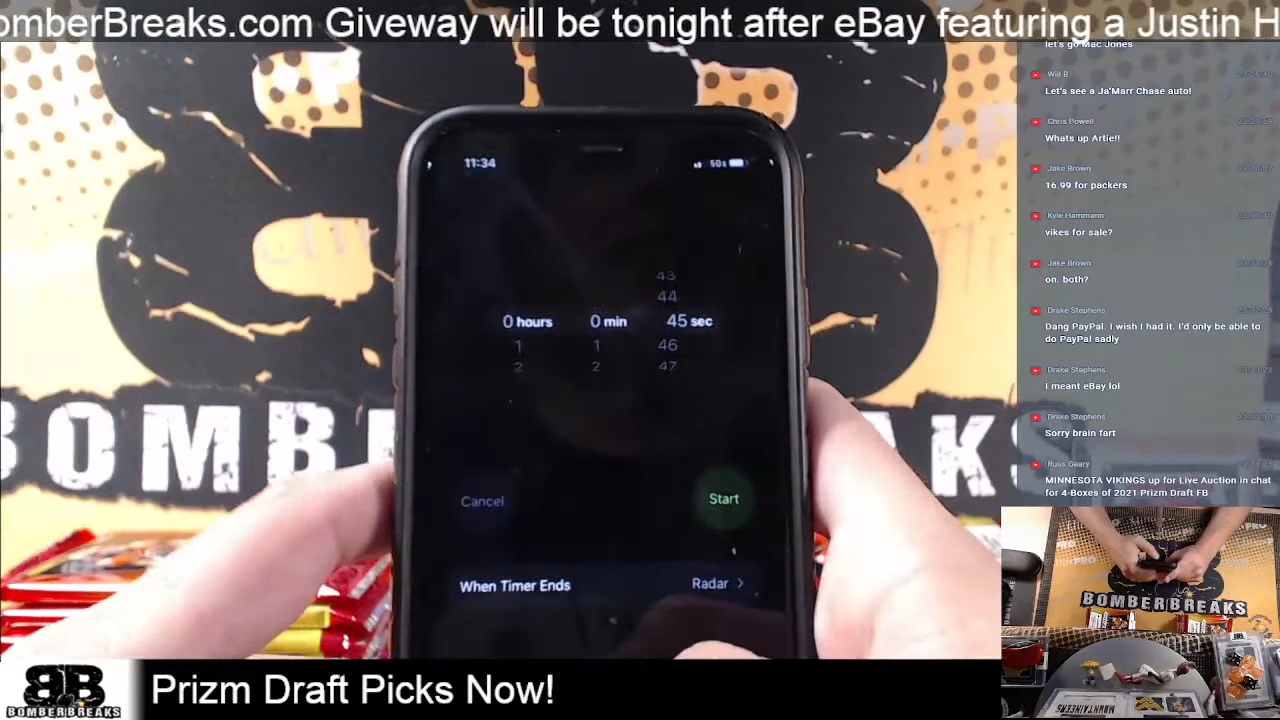 omberBreaks.com Giveway will be tonight after eBay featuring a Justin H
let's go Mac Jones
Will B
Let's see a Ja'Marr Chase auto!
Chris Powell
Whats up Artie!!
Jake Brown
16.99 for packers
Kyle Hammann
vikes for sale?
Jake Brown
on. both?
Drake Stephens
Dang PayPal. I wish I had it. I'd only be able to
do PayPal sadly
Drake Stephens
I meant eBay lol
Drake Stephens
Sorry brain fart
Russ Geary
MINNESOTA VIKINGS up for Live Auction in chat
for 4-Boxes of 2021 Prizm Draft FB
11:34
43
44
0 hours 0 min 45 sec
1 1 46
2 2 47
Cancel Start
When Timer Ends Radar >
BOMB AKS
BOMBERBREAKS
MOUNTAINEERS
BB
BOMBERBREAKS
Prizm Draft Picks Now!